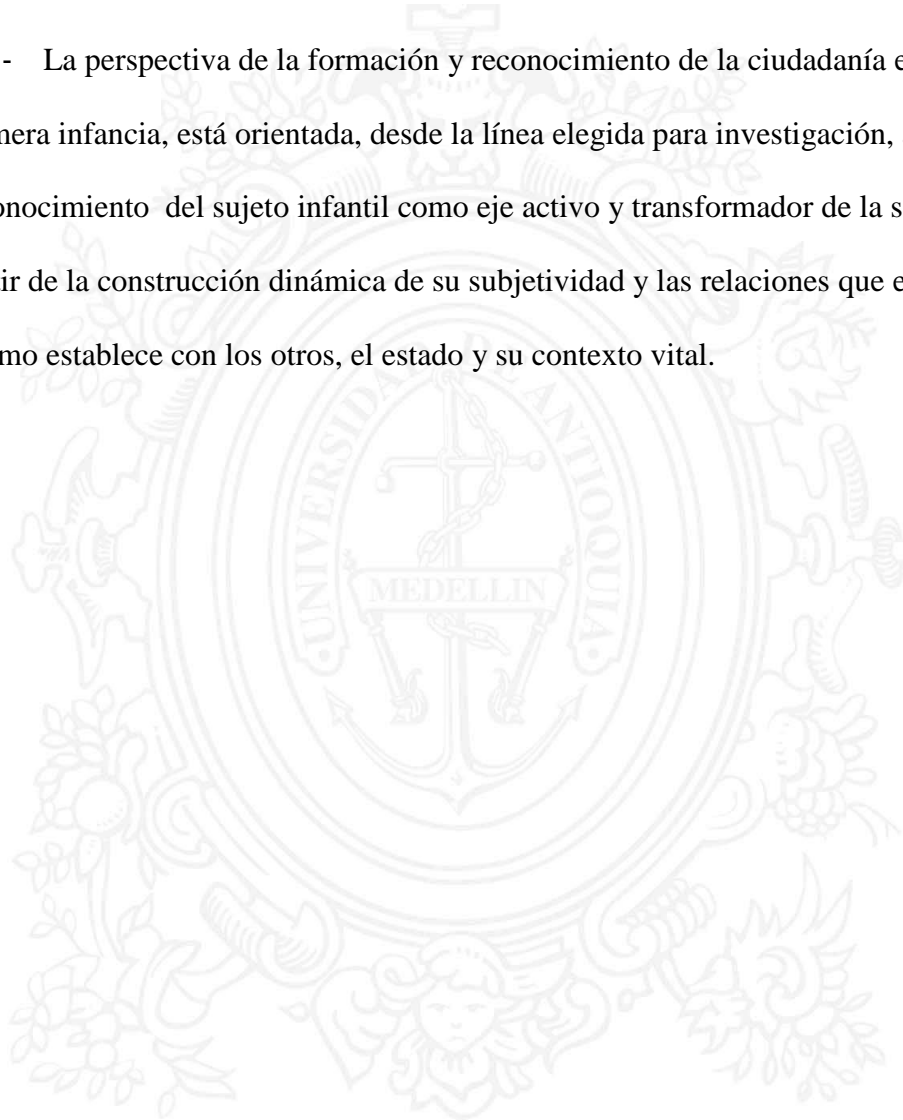 - La perspectiva de la formación y reconocimiento de la ciudadanía e
mera infancia, está orientada, desde la línea elegida para investigación,
onocimiento  del sujeto infantil como eje activo y transformador de la s
ir de la construcción dinámica de su subjetividad y las relaciones que e
mo establece con los otros, el estado y su contexto vital.
UNIVERSIDAD DE ANTIOQUIA
MEDELLIN